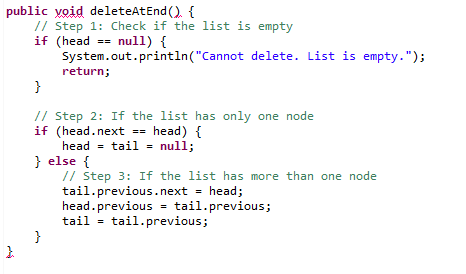 public void deleteAtEnd() {
    // Step 1: Check if the list is empty
    if (head == null) {
        System.out.println("Cannot delete. List is empty.");
        return;
    }

    // Step 2: If the list has only one node
    if (head.next == head) {
        head = tail = null;
    } else {
        // Step 3: If the list has more than one node
        tail.previous.next = head;
        head.previous = tail.previous;
        tail = tail.previous;
    }
}